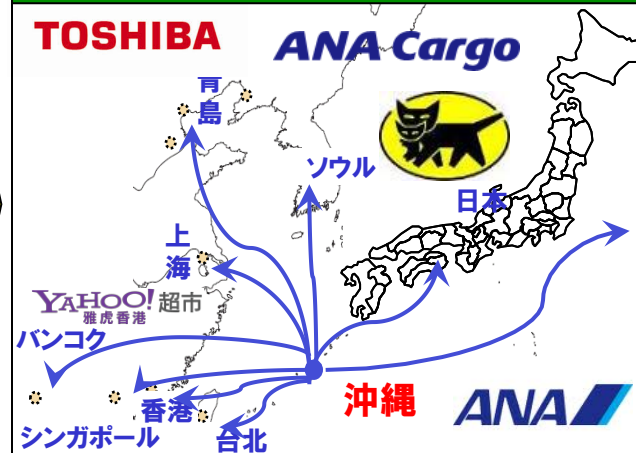 TOSHIBA
ANA Cargo
青島
ソウル
日本
上海
YAHOO! 超市
雅虎香港
バンコク
香港
沖縄
ANA
シンガポール
台北